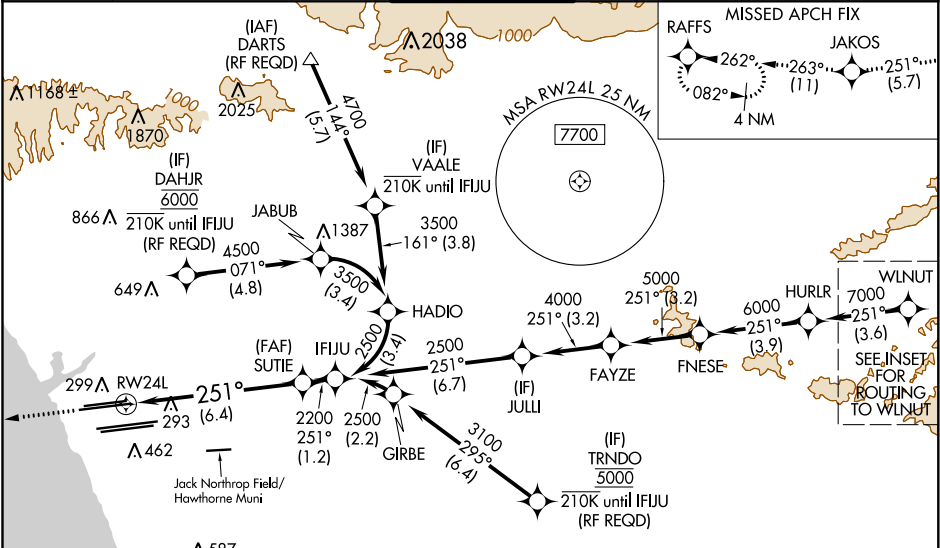 (IAF)
DARTS
(RF REQD)
2038
1000
MISSED APCH FIX
RAFFS
JAKOS
262°
263°
(11)
251°
(5.7)
082°
4 NM
1168 ±
1000
1870
2025
4700
144°
(5.7)
MSA RW24L 25 NM
7700
(IF)
VAALE
210K until IFIJU
(IF)
DAHJR
6000
210K until IFIJU
(RF REQD)
866
JABUB
1387
3500
161° (3.8)
649
4500
071°
(4.8)
3500
(3.4)
HADIO
2500
(3.4)
WLNUT
HURLR
7000
251°
(3.6)
6000
251°
(3.9)
5000
251° (3.2)
4000
251° (3.2)
2500
251°
(6.7)
FNESE
FAYZE
(IF)
JULLI
SEE INSET
FOR
ROUTING
TO WLNUT
(FAF)
SUTIE
IFIJU
299
RW24L
251°
(6.4)
293
462
2200
251°
(1.2)
2500
(2.2)
GIRBE
3100
295°
(6.4)
(IF)
TRNDO
5000
210K until IFIJU
(RF REQD)
Jack Northrop Field/
Hawthorne Muni